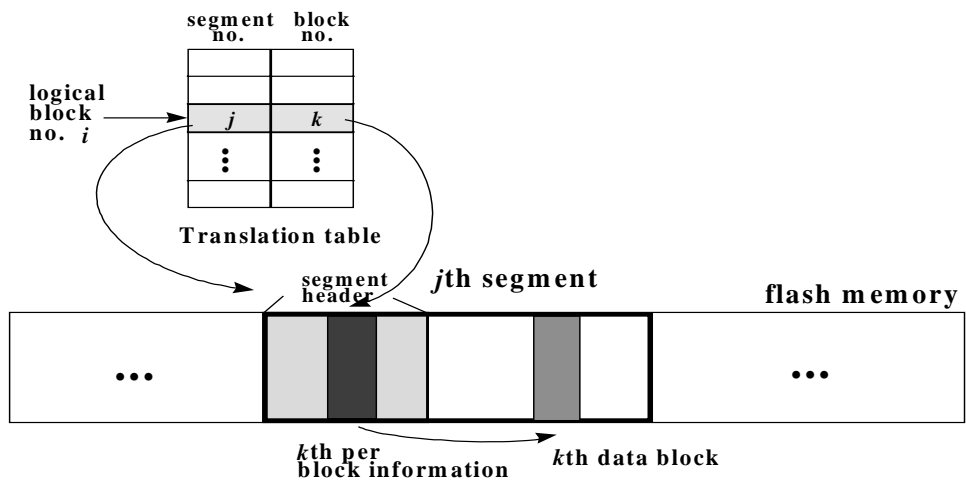 segment no.
block no.
logical block no. i
j
k
Translation table
segment header
jth segment
flash memory
...
...
kth per block information
kth data block